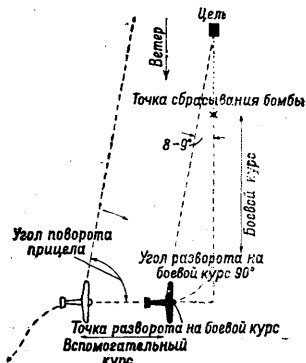 Цель
Ветер
Точка сбрасывания бомбы
8-9°
Боевой курс
Угол поворота
прицела
Угол разворота на
боевой курс 90°
Точка разворота на боевой курс
Вспомогательный
курс